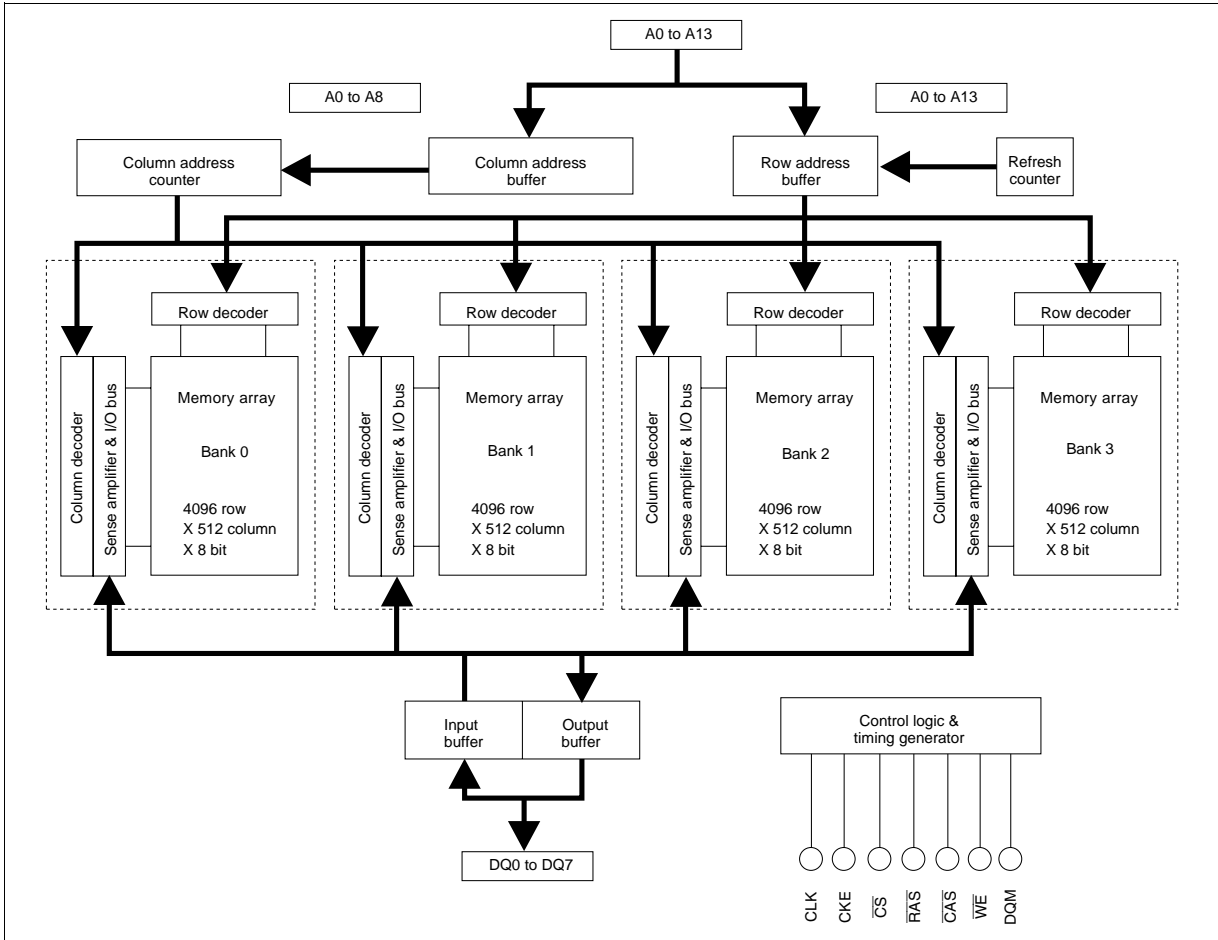 A0 to A13
A0 to A8
A0 to A13
Column address
counter
Column address
buffer
Row address
buffer
Refresh
counter
Row decoder
Row decoder
Row decoder
Row decoder
Column decoder
Sense amplifier & I/O bus
Memory array
Bank 0
4096 row
X 512 column
X 8 bit
Column decoder
Sense amplifier & I/O bus
Memory array
Bank 1
4096 row
X 512 column
X 8 bit
Column decoder
Sense amplifier & I/O bus
Memory array
Bank 2
4096 row
X 512 column
X 8 bit
Column decoder
Sense amplifier & I/O bus
Memory array
Bank 3
4096 row
X 512 column
X 8 bit
Input
buffer
Output
buffer
DQ0 to DQ7
Control logic &
timing generator
CLK
CKE
C̅S̅
R̅A̅S̅
C̅A̅S̅
W̅E̅
DQM